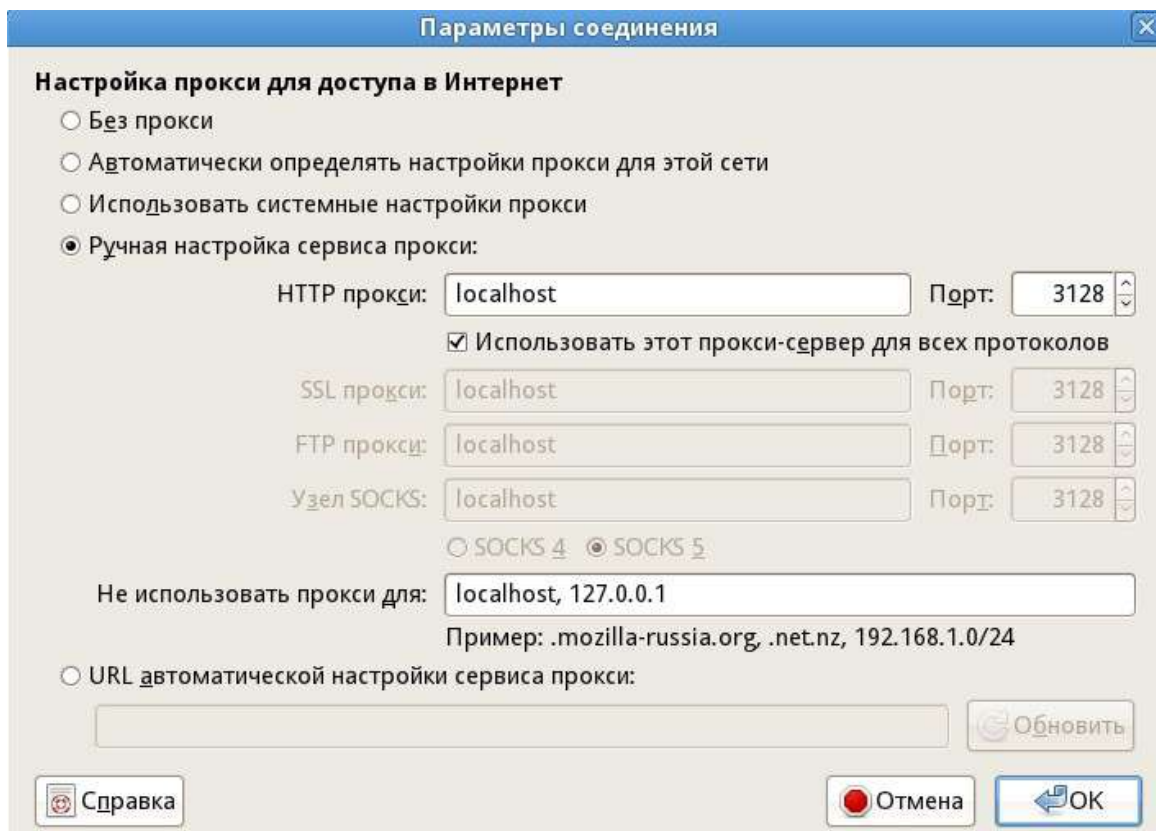 Параметры соединения
Настройка прокси для доступа в Интернет
Без прокси
Автоматически определять настройки прокси для этой сети
Использовать системные настройки прокси
Ручная настройка сервиса прокси:
HTTP прокси: localhost Порт: 3128
Использовать этот прокси-сервер для всех протоколов
SSL прокси: localhost Порт: 3128
FTP прокси: localhost Порт: 3128
Узел SOCKS: localhost Порт: 3128
SOCKS 4 SOCKS 5
Не использовать прокси для: localhost, 127.0.0.1
Пример: .mozilla-russia.org, .net.nz, 192.168.1.0/24
URL автоматической настройки сервиса прокси:
Обновить
Справка Отмена OK